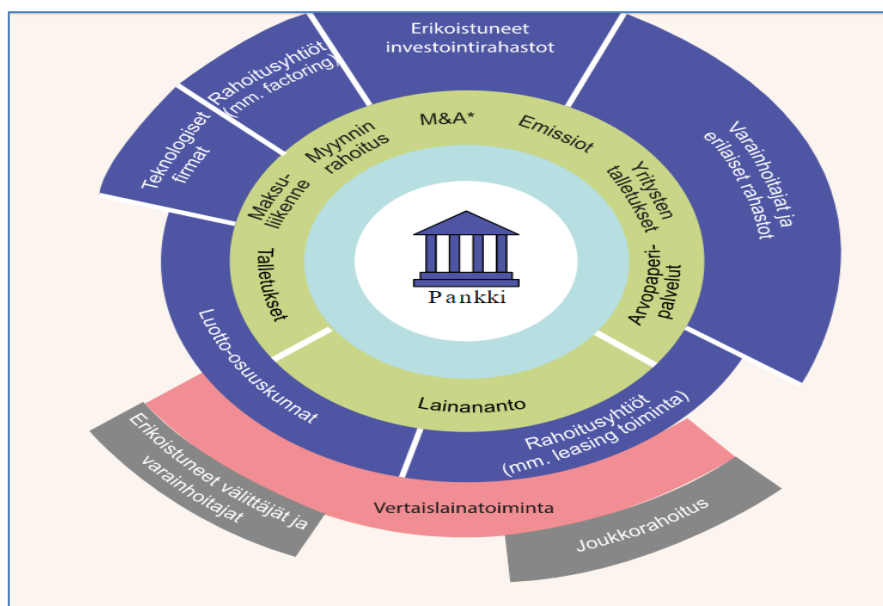 Erikoistuneet
investointirahastot
Rahoitusyhtiöt
(mm. factoring)
Teknologiset
firmat
Varainhoitajat ja
erilaiset rahastot
M&A*
Emissiot
Myynnin
rahoitus
Maksu-
liikenne
Yritysten
talletukset
Talletukset
Arvopaperi-
palvelut
Pankki
Lainananto
Luotto-osuuskunnat
Rahoitusyhtiöt
(mm. leasing toiminta)
Vertaislainatoiminta
Erikoistuneet välittäjät ja
varainhoitajat
Joukkorahoitus